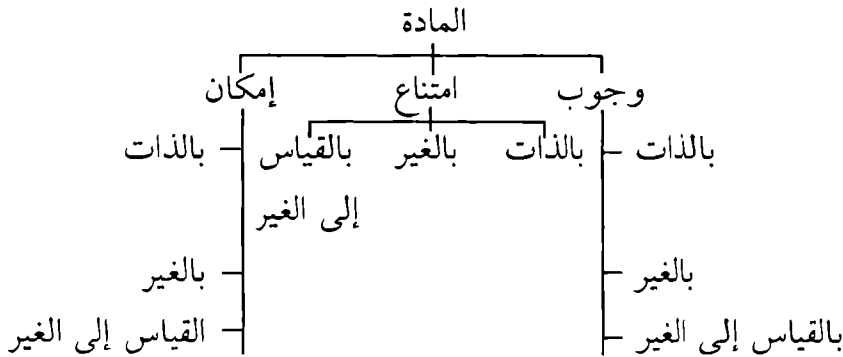 المادة
وجوب امتناع إمكان
بالذات بالذات بالغير بالقياس بالذات
إلى الغير
بالغير بالغير
بالقياس إلى الغير القياس إلى الغير